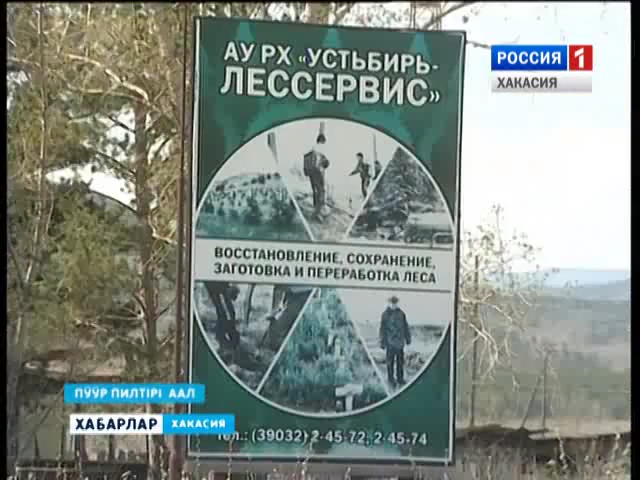 АУ РХ «УСТЬБИРЬ-
ЛЕССЕРВИС»
РОССИЯ 1
ХАКАСИЯ
ВОССТАНОВЛЕНИЕ, СОХРАНЕНИЕ,
ЗАГОТОВКА И ПЕРЕРАБОТКА ЛЕСА
ПӰӰР ПИЛТІРІ ААЛ
ХАБАРЛАР ХАКАСИЯ
Тел.: (39032) 2-45-72, 2-45-74